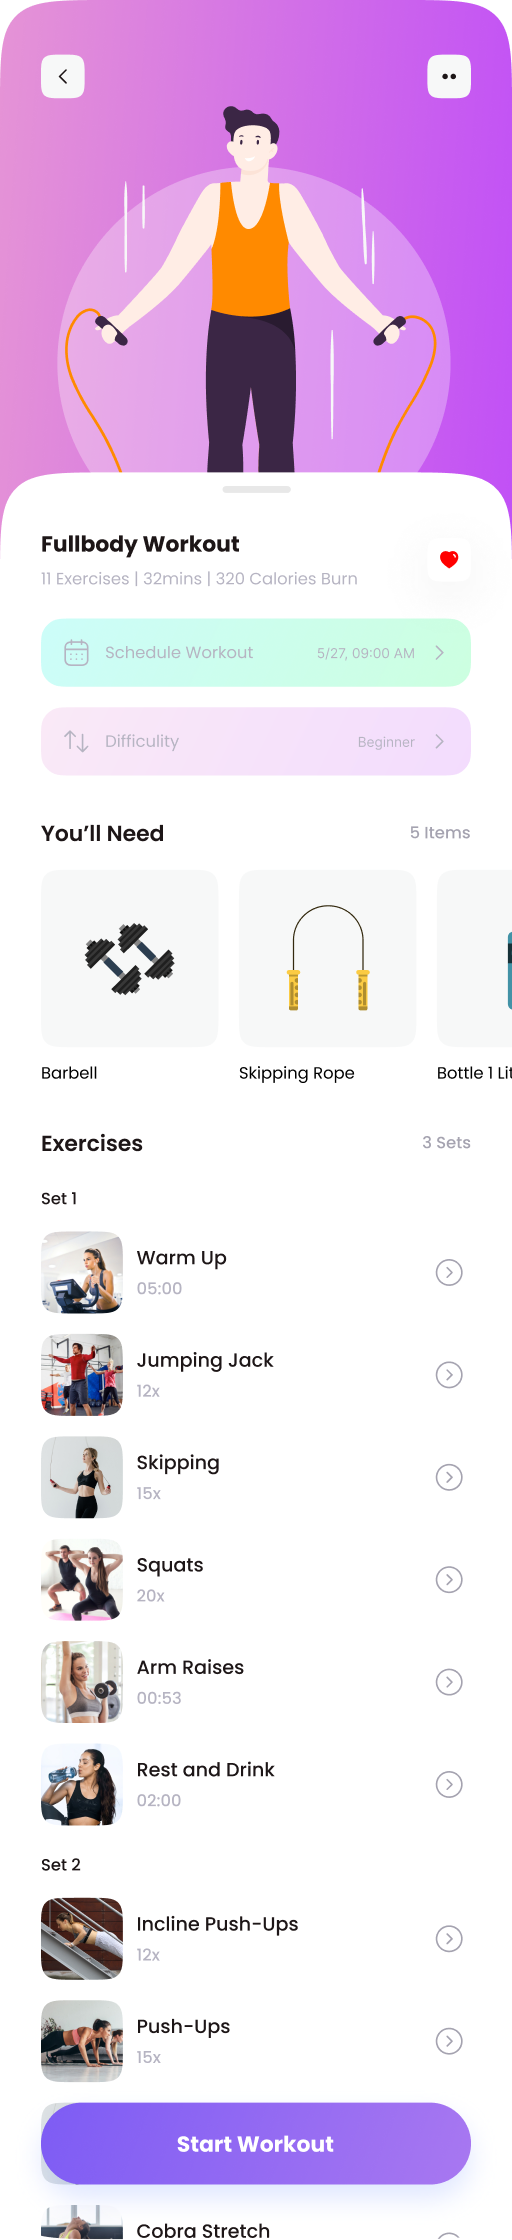 Fullbody Workout
11 Exercises | 32mins | 320 Calories Burn
Schedule Workout 5/27, 09:00 AM
Difficulity Beginner
You’ll Need 5 Items
Barbell Skipping Rope Bottle 1 Lit
Exercises 3 Sets
Set 1
Warm Up
05:00
Jumping Jack
12x
Skipping
15x
Squats
20x
Arm Raises
00:53
Rest and Drink
02:00
Set 2
Incline Push-Ups
12x
Push-Ups
15x
Start Workout
Cobra Stretch